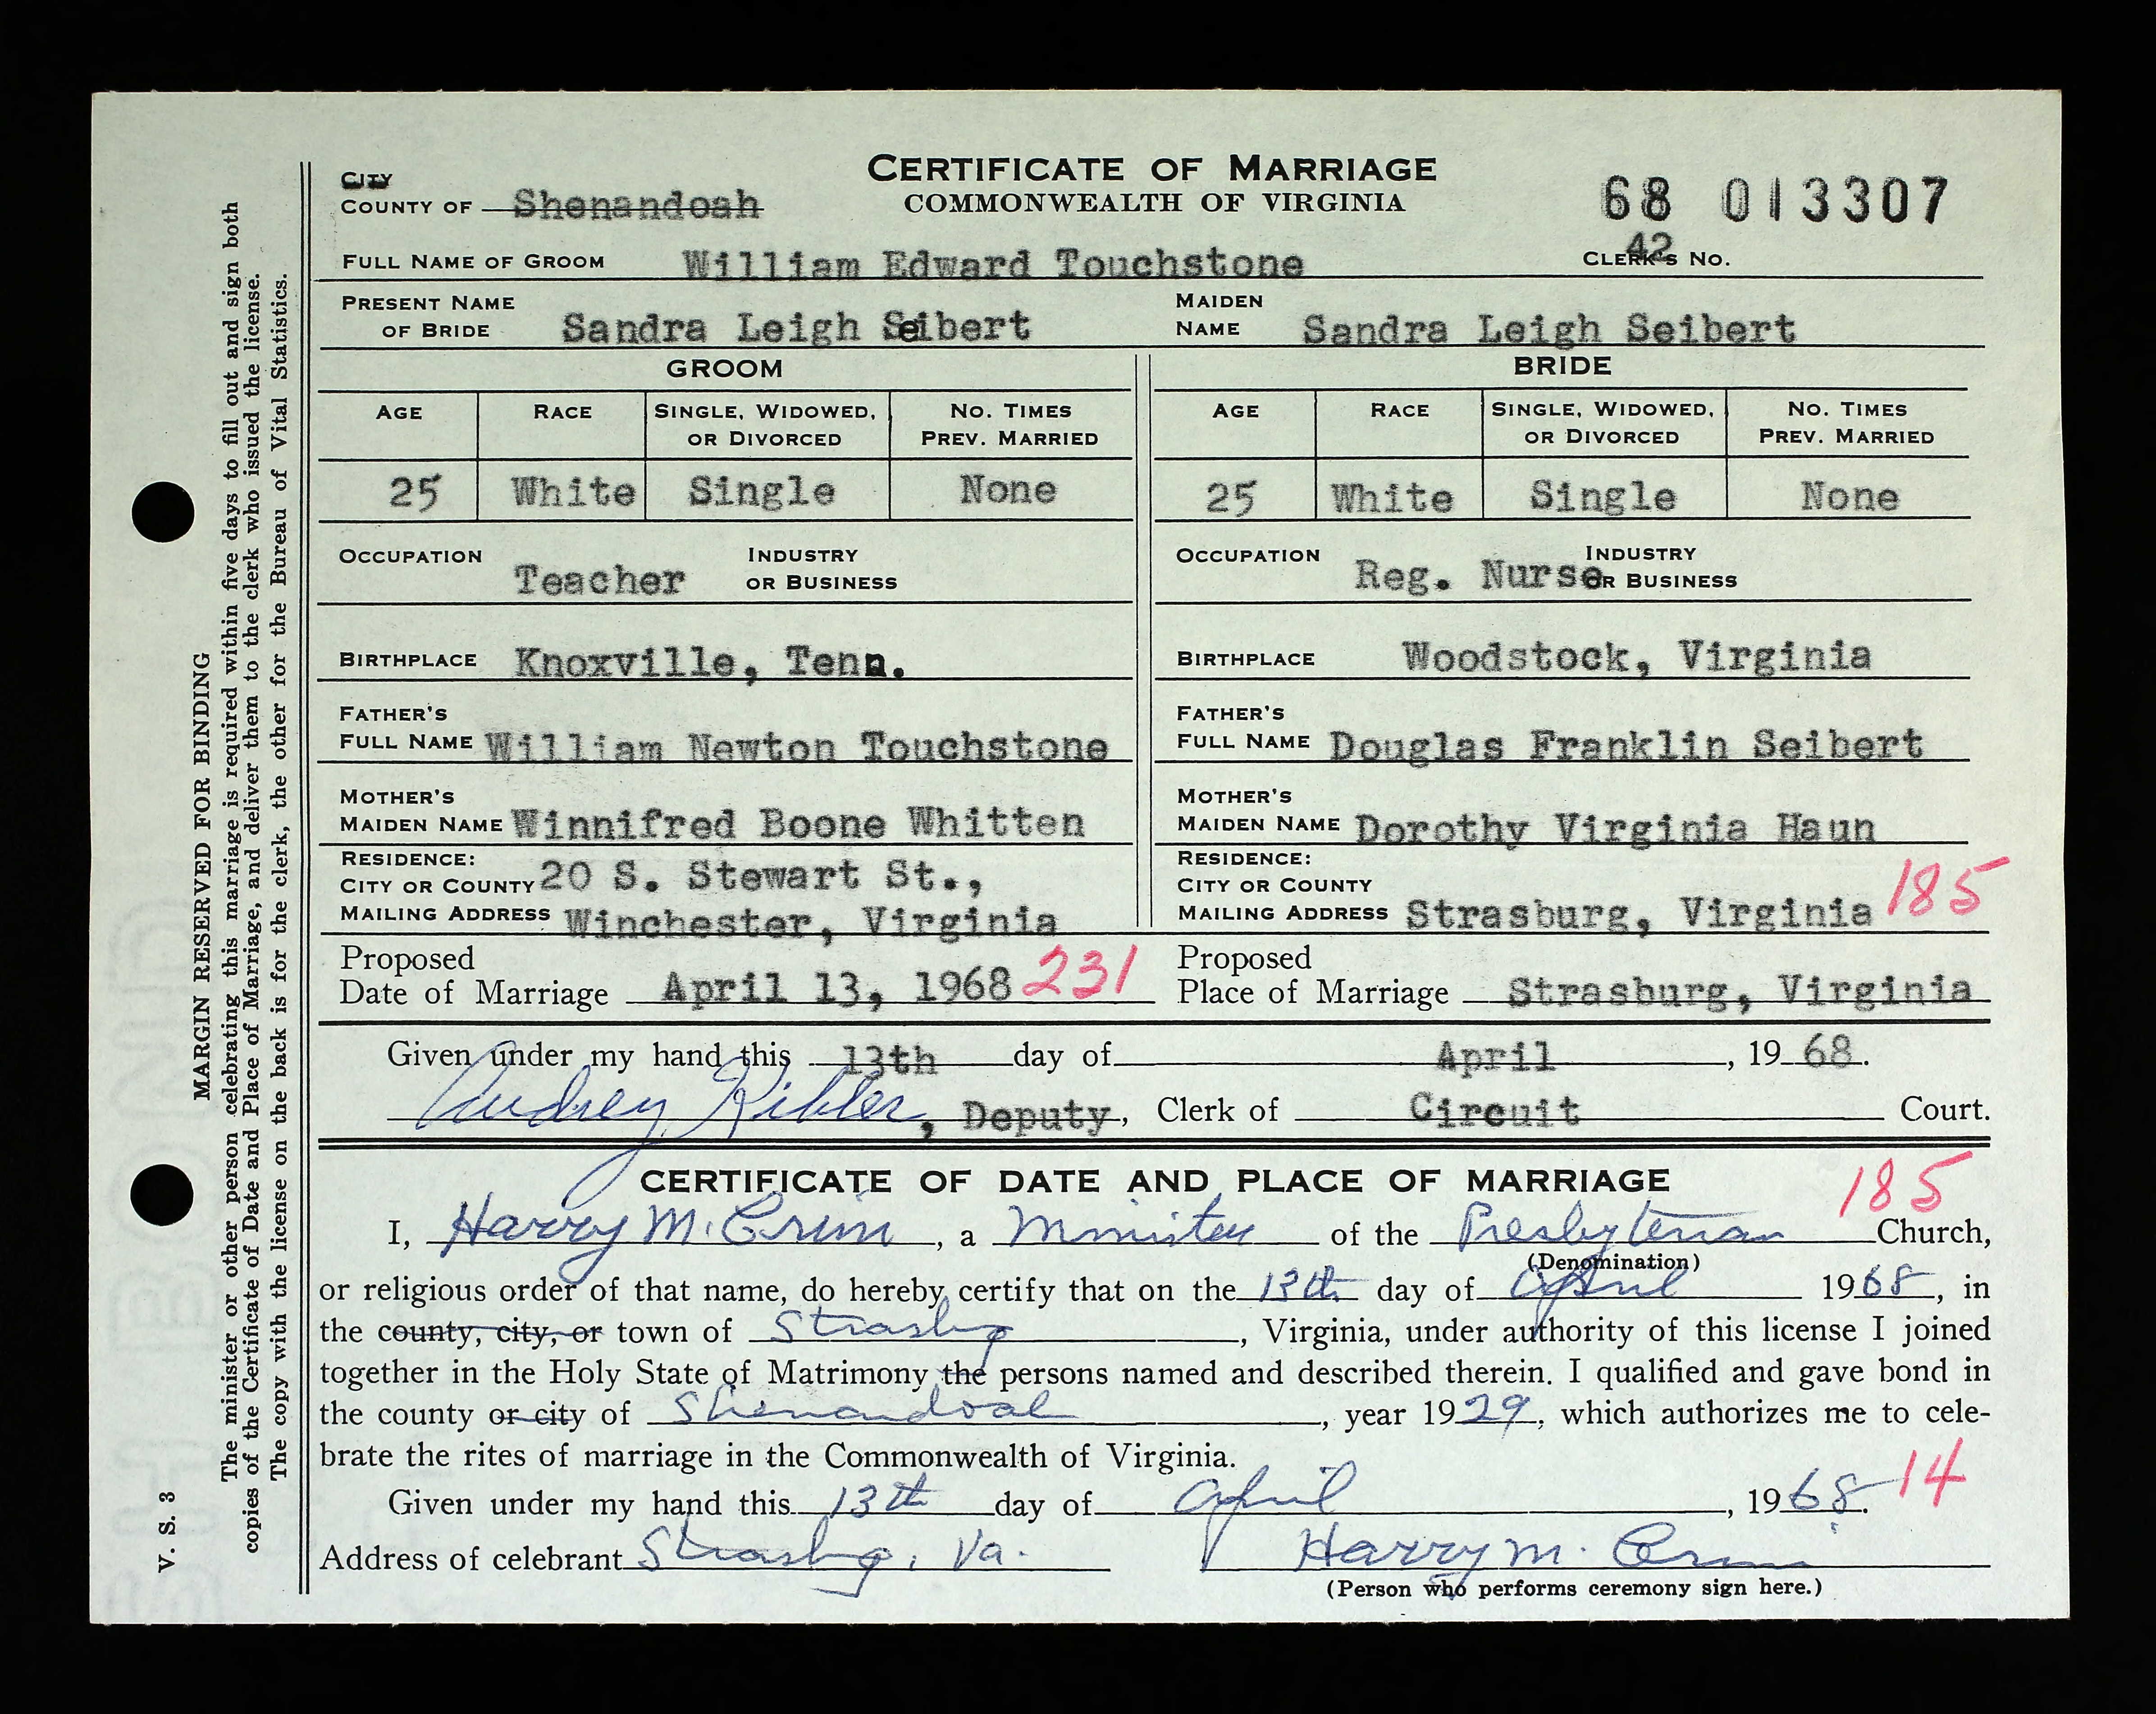 CERTIFICATE OF MARRIAGE
COMMONWEALTH OF VIRGINIA
68 013307
CITY
COUNTY OF Shenandoah
FULL NAME OF GROOM William Edward Touchstone CLERK'S No. 42
PRESENT NAME OF BRIDE Sandra Leigh Seibert MAIDEN NAME Sandra Leigh Seibert
GROOM BRIDE
AGE RACE SINGLE, WIDOWED, OR DIVORCED NO. TIMES PREV. MARRIED AGE RACE SINGLE, WIDOWED, OR DIVORCED NO. TIMES PREV. MARRIED
25 White Single None 25 White Single None
OCCUPATION Teacher INDUSTRY OR BUSINESS OCCUPATION Reg. Nurse INDUSTRY OR BUSINESS
BIRTHPLACE Knoxville, Tenn. BIRTHPLACE Woodstock, Virginia
FATHER'S FULL NAME William Newton Touchstone FATHER'S FULL NAME Douglas Franklin Seibert
MOTHER'S MAIDEN NAME Winnifred Boone Whitten MOTHER'S MAIDEN NAME Dorothy Virginia Haun
RESIDENCE: RESIDENCE:
CITY OR COUNTY 20 S. Stewart St., CITY OR COUNTY
MAILING ADDRESS Winchester, Virginia MAILING ADDRESS Strasburg, Virginia 185
Proposed Date of Marriage April 13, 1968 231 Proposed Place of Marriage Strasburg, Virginia
Given under my hand this 13th day of April, 1968.
Audrey Kibler, Deputy, Clerk of Circuit Court.
CERTIFICATE OF DATE AND PLACE OF MARRIAGE 185
I, Harry M. Crim, a Minister of the Presbyterian Church,
(Denomination)
or religious order of that name, do hereby certify that on the 13th day of April 1968, in
the county, city, or town of Strasburg, Virginia, under authority of this license I joined
together in the Holy State of Matrimony the persons named and described therein. I qualified and gave bond in
the county or city of Shenandoah, year 1929, which authorizes me to cele-
brate the rites of marriage in the Commonwealth of Virginia.
Given under my hand this 13th day of April, 1968. 14
Address of celebrant Strasburg, Va. Harry M. Crim
(Person who performs ceremony sign here.)
MARGIN RESERVED FOR BINDING
The minister or other person celebrating this marriage is required within five days to fill out and sign both
copies of the Certificate of Date and Place of Marriage, and deliver them to the clerk who issued the license.
The copy with the license on the back is for the clerk, the other for the Bureau of Vital Statistics.
V. S. 3